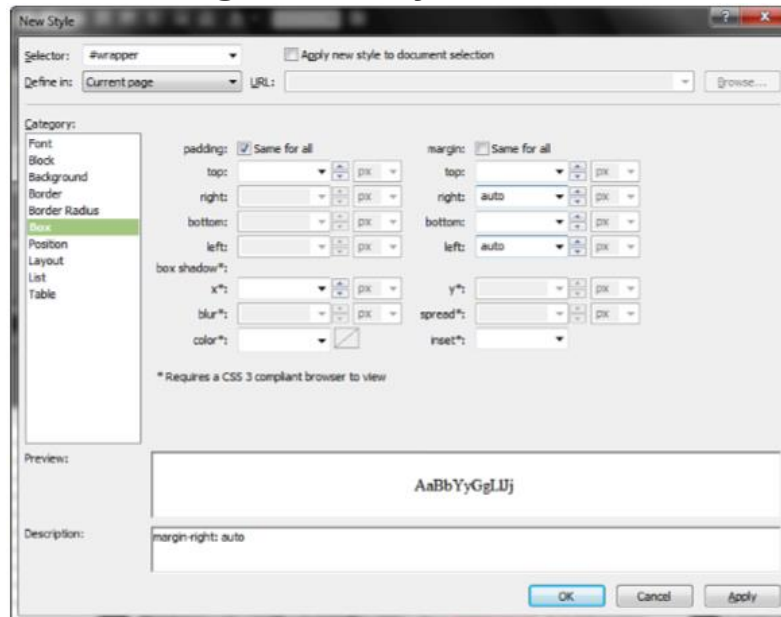 New Style
Selector: #wrapper Apply new style to document selection
Define in: Current page URL: Browse...
Category:
Font
Block
Background
Border
Border Radius
Box
Position
Layout
List
Table
padding: Same for all margin: Same for all
top: px top: px
right: px right: auto px
bottom: px bottom: px
left: px left: auto px
box shadow*:
x*: px y*: px
blur*: px spread*: px
color*: inset*:
* Requires a CSS 3 compliant browser to view
Preview:
AaBbYyGgLlJj
Description:
margin-right: auto
OK Cancel Apply